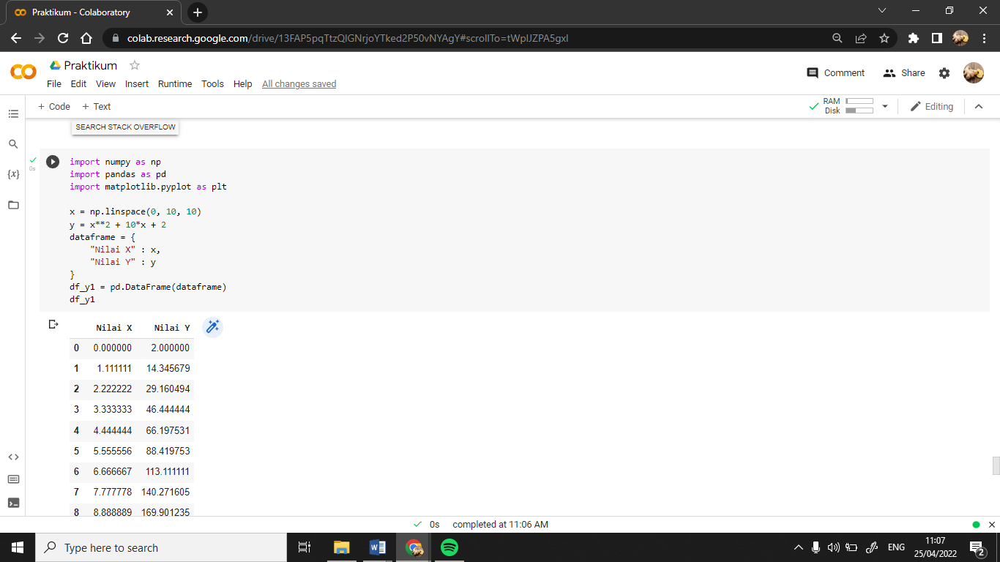 Praktikum - Colaboratory
colab.research.google.com/drive/13FAP5pqTtzQlGNrjoYTked2P50vNYAgY#scrollTo=tWplJZPA5gxl
Praktikum
File Edit View Insert Runtime Tools Help All changes saved
Comment Share
+ Code + Text
RAM
Disk
Editing
SEARCH STACK OVERFLOW
{x}
0s
import numpy as np
import pandas as pd
import matplotlib.pyplot as plt
x = np.linspace(0, 10, 10)
y = x**2 + 10*x + 2
dataframe = {
"Nilai X" : x,
"Nilai Y" : y
}
df_y1 = pd.DataFrame(dataframe)
df_y1
Nilai X Nilai Y
0 0.000000 2.000000
1 1.111111 14.345679
2 2.222222 29.160494
3 3.333333 46.444444
4 4.444444 66.197531
5 5.555556 88.419753
6 6.666667 113.111111
7 7.777778 140.271605
8 8.888889 169.901235
0s completed at 11:06 AM
Type here to search
ENG
11:07
25/04/2022
2